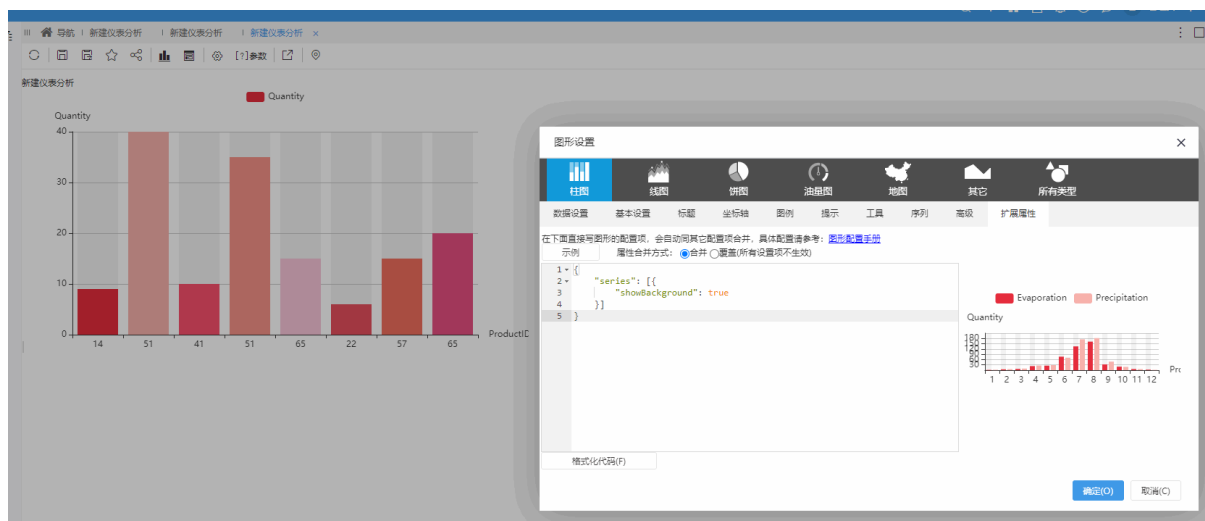 导航 新建仪表分析 新建仪表分析 新建仪表分析 ×
[?]参数
新建仪表分析
Quantity
Quantity
40
30
20
10
0
14 51 41 51 65 22 57 65
ProductID
图形设置 ×
柱图 线图 饼图 油量图 地图 其它 所有类型
数据设置 基本设置 标题 坐标轴 图例 提示 工具 序列 高级 扩展属性
在下面直接写图形的配置项，会自动同其它配置项合并，具体配置请参考：图形配置手册
示例 属性合并方式： 合并 覆盖(所有设置项不生效)
1 {
2 "series": [{
3 "showBackground": true
4 }]
5 }
Evaporation Precipitation
Quantity
180
60
30
1 2 3 4 5 6 7 8 9 10 11 12
格式化代码(F)
确定(O) 取消(C)